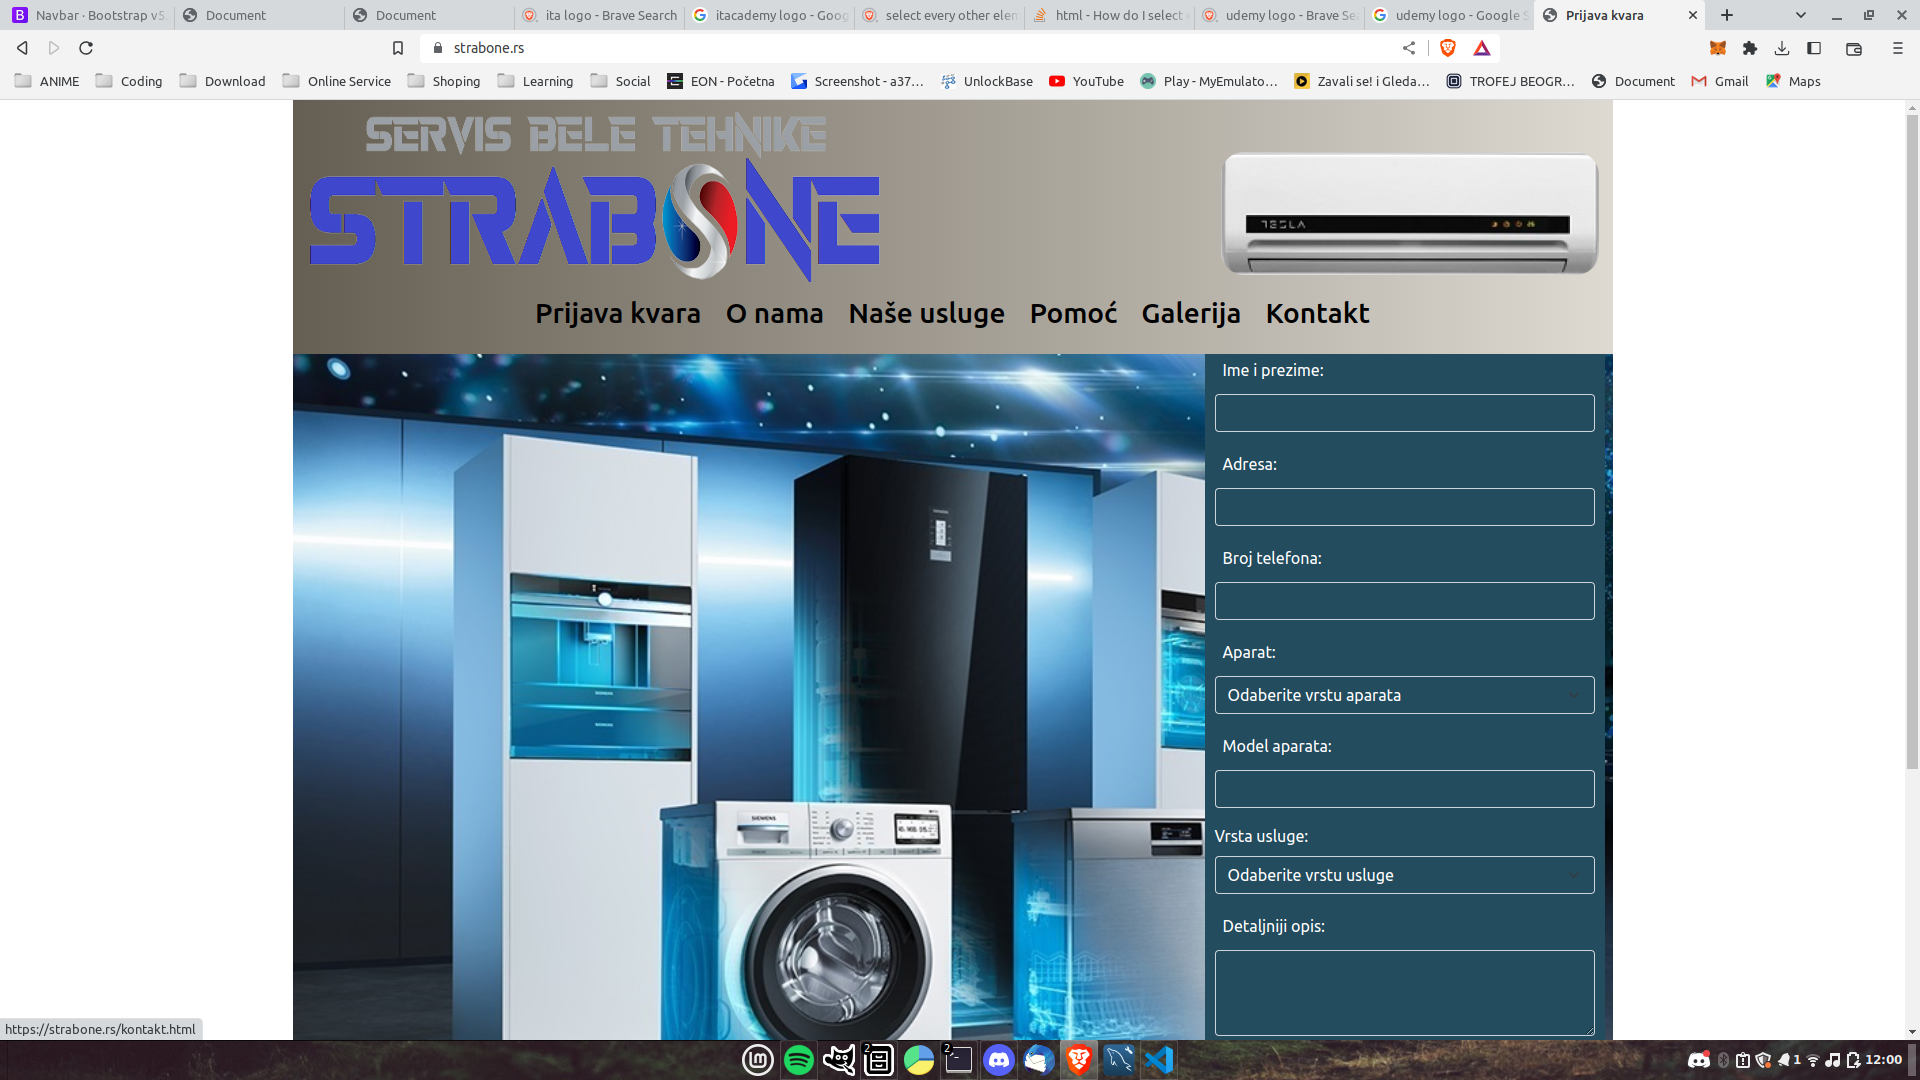 Navbar · Bootstrap v5.
Document
Document
ita logo - Brave Search
itacademy logo - Goog
select every other elem
html - How do I select e
udemy logo - Brave Sea
udemy logo - Google S
Prijava kvara
strabone.rs
ANIME
Coding
Download
Online Service
Shoping
Learning
Social
EON - Početna
Screenshot - a37...
UnlockBase
YouTube
Play - MyEmulato...
Zavali se! i Gleda...
TROFEJ BEOGR...
Document
Gmail
Maps
SERVIS BELE TEHNIKE
STRABONE
TESLA
Prijava kvara
O nama
Naše usluge
Pomoć
Galerija
Kontakt
Ime i prezime:
Adresa:
Broj telefona:
Aparat:
Odaberite vrstu aparata
Model aparata:
Vrsta usluge:
Odaberite vrstu usluge
Detaljniji opis:
SIEMENS
https://strabone.rs/kontakt.html
2
2
1
12:00